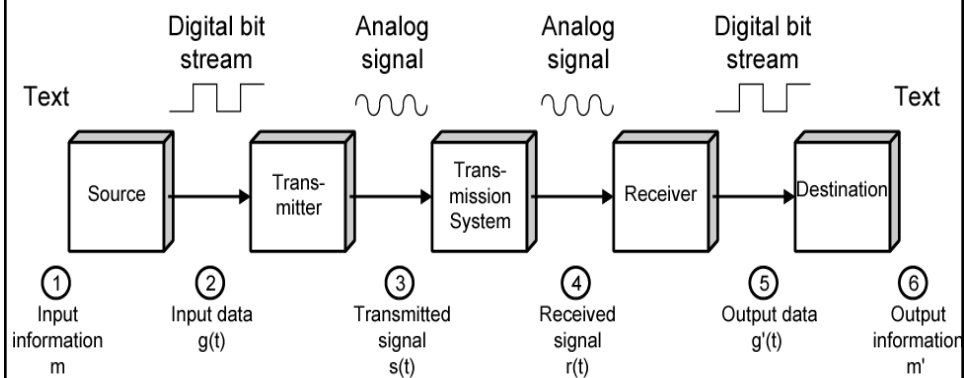 Digital bit
stream
Analog
signal
Analog
signal
Digital bit
stream
Text
Text
Source
Trans-
mitter
Trans-
mission
System
Receiver
Destination
1
2
3
4
5
6
Input
information
m
Input data
g(t)
Transmitted
signal
s(t)
Received
signal
r(t)
Output data
g'(t)
Output
information
m'